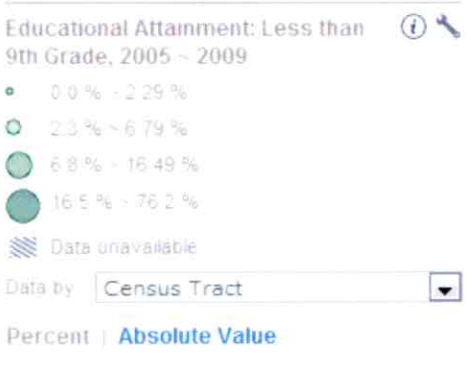 Educational Attainment: Less than
9th Grade, 2005 - 2009
0.0 % - 2.29 %
2.3 % - 6.79 %
6.8 % - 16.49 %
16.5 % - 76.2 %
Data unavailable
Data by Census Tract
Percent | Absolute Value